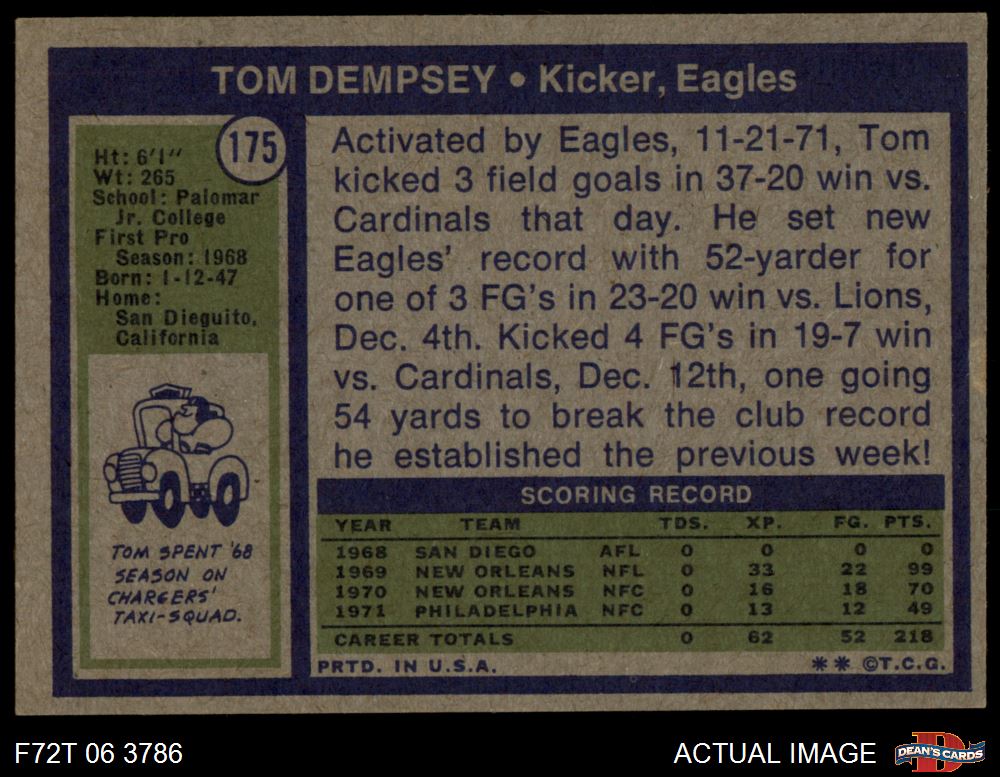 TOM DEMPSEY • Kicker, Eagles
175
Ht: 6'1"
Wt: 265
School: Palomar
Jr. College
First Pro
Season: 1968
Born: 1-12-47
Home:
San Dieguito,
California
TOM SPENT '68
SEASON ON
CHARGERS'
TAXI-SQUAD.
Activated by Eagles, 11-21-71, Tom
kicked 3 field goals in 37-20 win vs.
Cardinals that day. He set new
Eagles' record with 52-yarder for
one of 3 FG's in 23-20 win vs. Lions,
Dec. 4th. Kicked 4 FG's in 19-7 win
vs. Cardinals, Dec. 12th, one going
54 yards to break the club record
he established the previous week!
SCORING RECORD
YEAR TEAM TDS. XP. FG. PTS.
1968 SAN DIEGO AFL 0 0 0 0
1969 NEW ORLEANS NFL 0 33 22 99
1970 NEW ORLEANS NFC 0 16 18 70
1971 PHILADELPHIA NFC 0 13 12 49
CAREER TOTALS 0 62 52 218
PRTD. IN U.S.A. ** ©T.C.G.
F72T 06 3786 ACTUAL IMAGE D DEAN'S CARDS